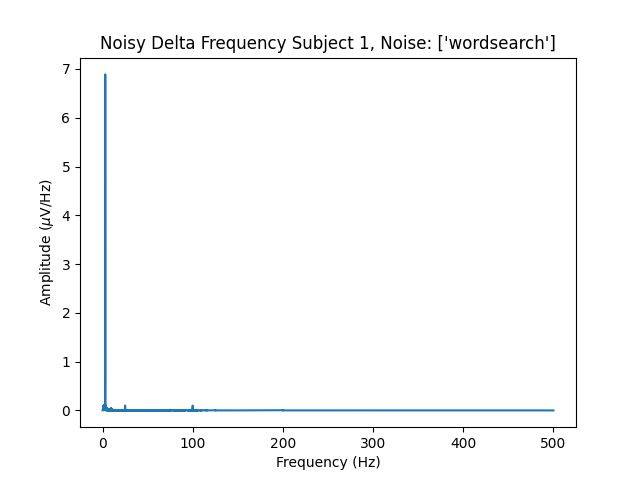 Noisy Delta Frequency Subject 1, Noise: ['wordsearch']
7
6
5
4
3
2
1
0
Amplitude (μV/Hz)
0 100 200 300 400 500
Frequency (Hz)